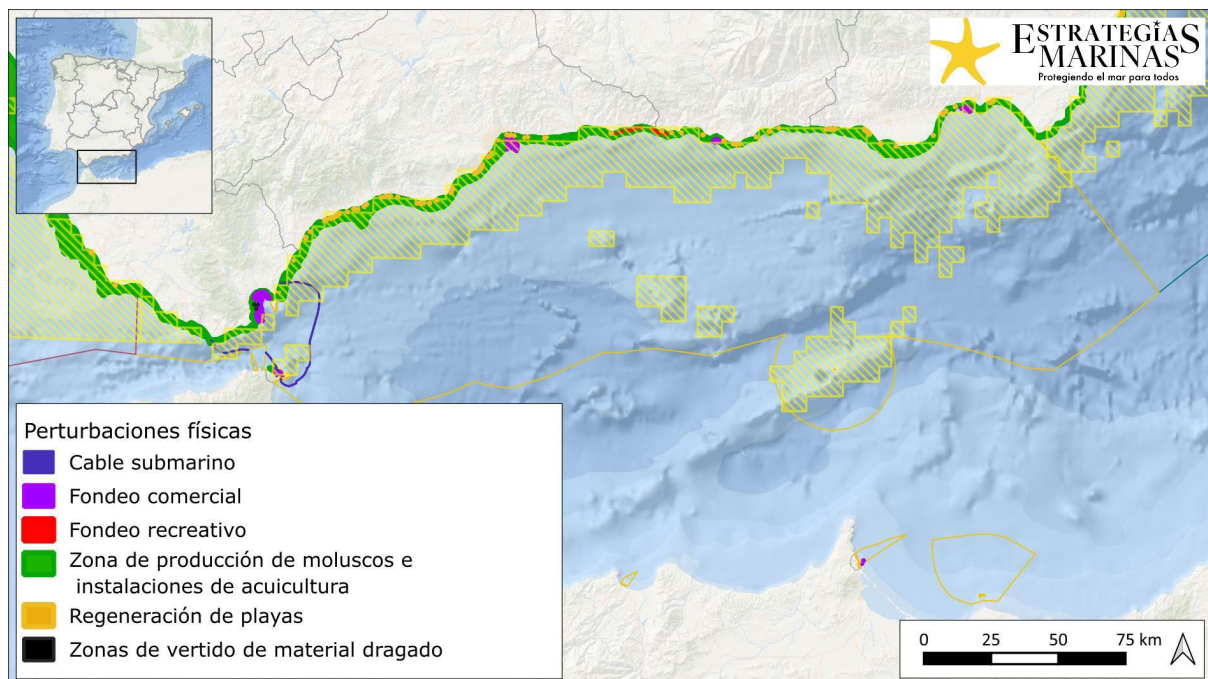 ESTRATEGIAS
MARINAS
Protegiendo el mar para todos
Perturbaciones físicas
Cable submarino
Fondeo comercial
Fondeo recreativo
Zona de producción de moluscos e
instalaciones de acuicultura
Regeneración de playas
Zonas de vertido de material dragado
0 25 50 75 km